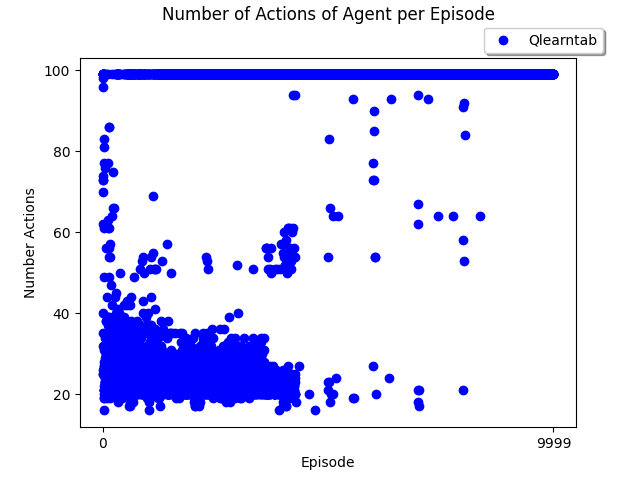 Number of Actions of Agent per Episode
Qlearntab
100
80
60
40
20
Number Actions
0
9999
Episode